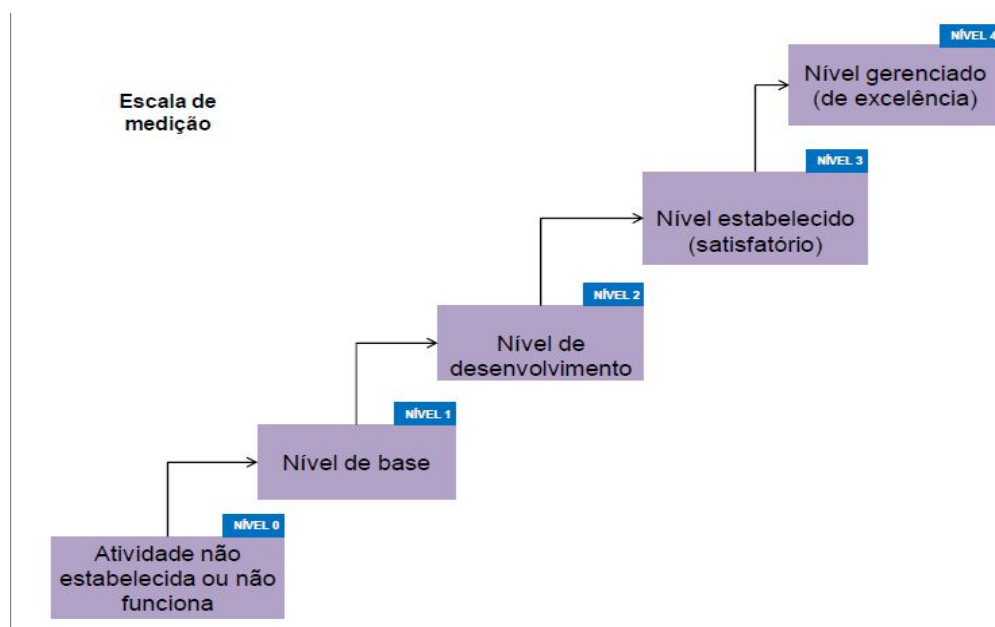 NÍVEL 4
Nível gerenciado
(de excelência)
Escala de
medição
NÍVEL 3
Nível estabelecido
(satisfatório)
NÍVEL 2
Nível de
desenvolvimento
NÍVEL 1
Nível de base
NÍVEL 0
Atividade não
estabelecida ou não
funciona